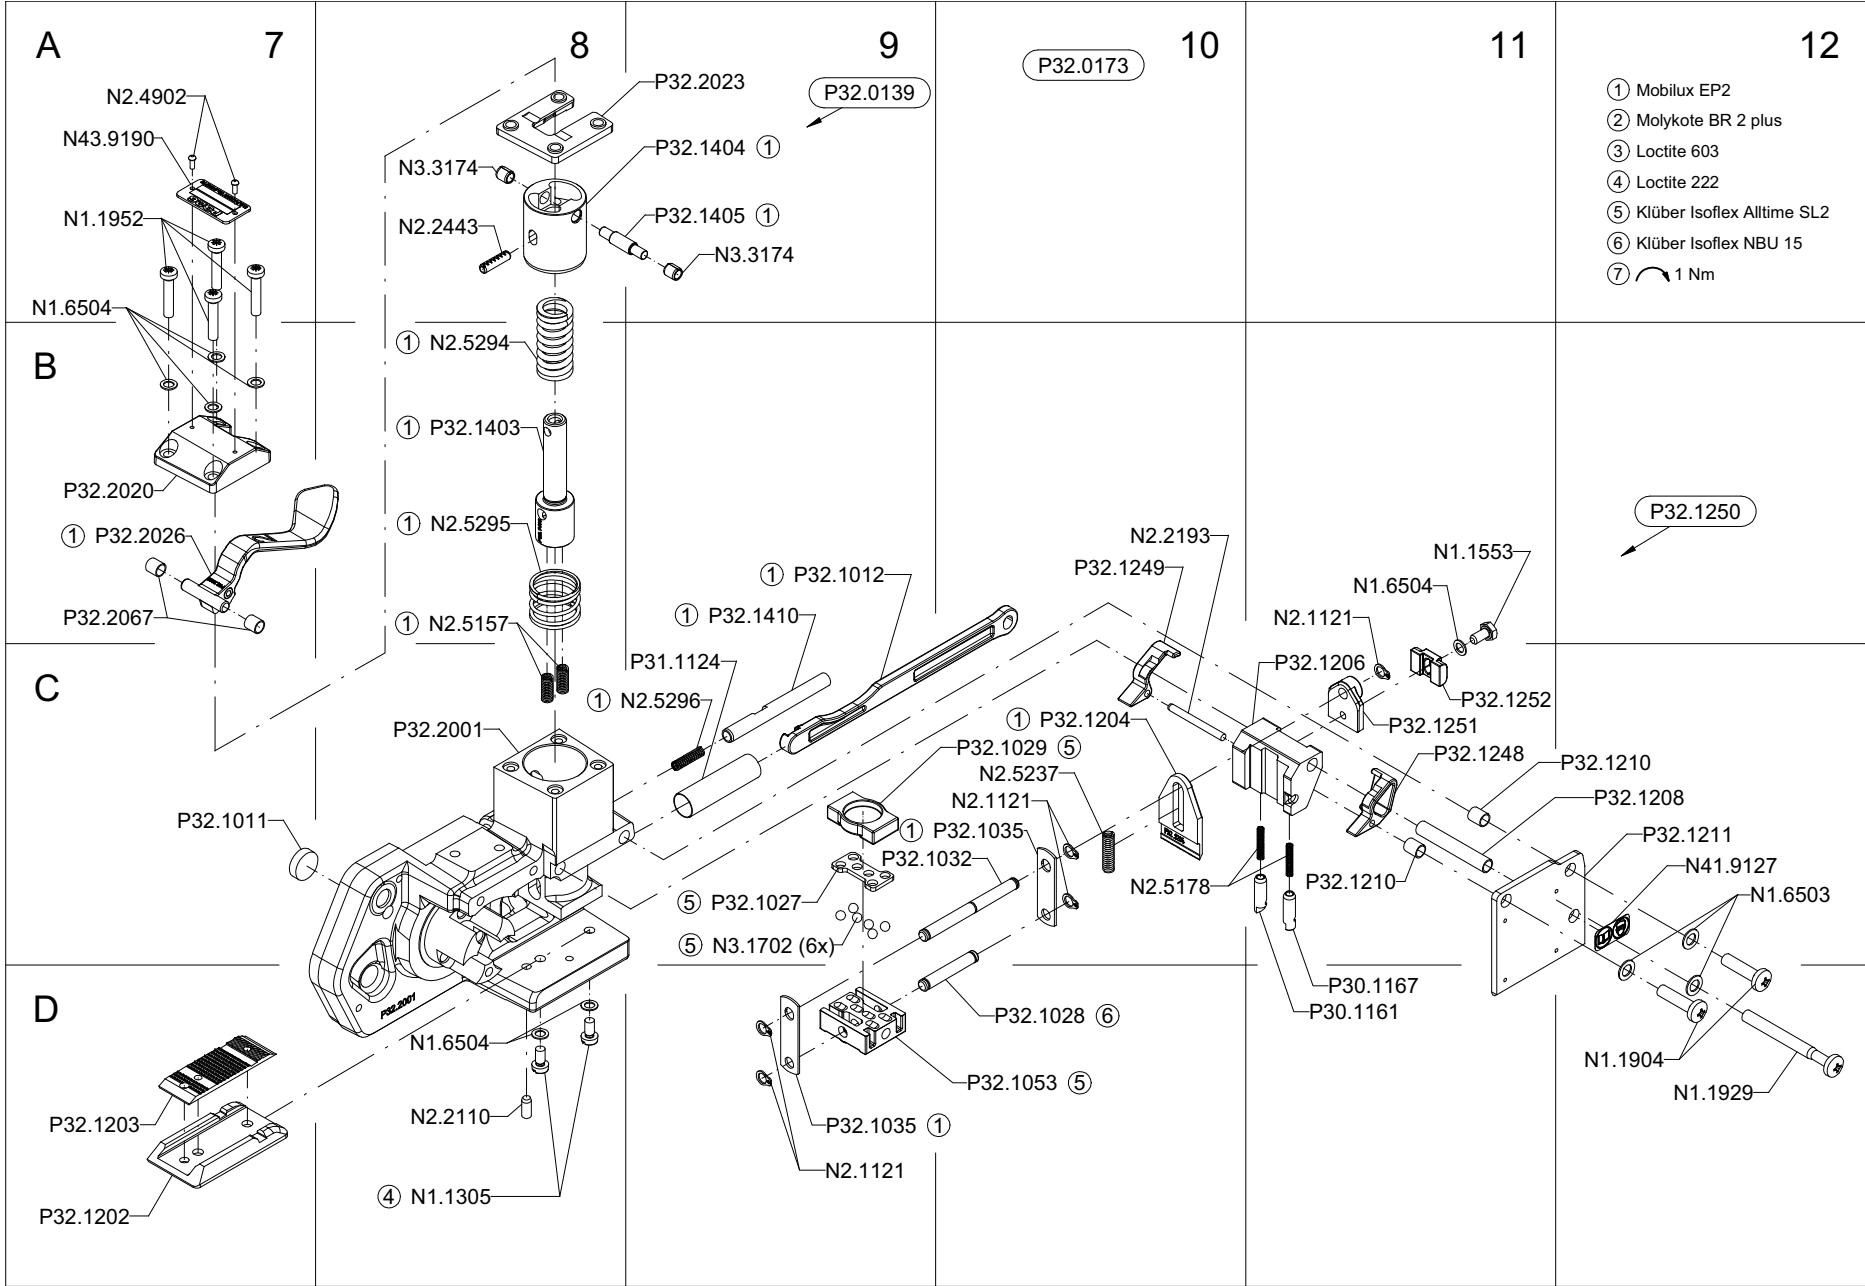 A
7
8
9
10
11
12
P32.0173
P32.2023
P32.0139
① Mobilux EP2
② Molykote BR 2 plus
③ Loctite 603
④ Loctite 222
⑤ Klüber Isoflex Alltime SL2
⑥ Klüber Isoflex NBU 15
⑦ 1 Nm
N2.4902
N43.9190
P32.1404 ①
N3.3174
N1.1952
P32.1405 ①
N2.2443
N3.3174
N1.6504
B
① N2.5294
① P32.1403
P32.2020
P32.1250
① N2.5295
① P32.2026
N2.2193
N1.1553
P32.1249
① P32.1012
N1.6504
P32.2067
① P32.1410
N2.1121
① N2.5157
C
P31.1124
P32.1206
① N2.5296
P32.1252
P32.1251
P32.2001
① P32.1204
P32.1029 ⑤
P32.1248
P32.1210
N2.5237
N2.1121
P32.1208
P32.1011
①
P32.1035
P32.1211
P32.1032
N41.9127
⑤ P32.1027
N2.5178
P32.1210
N1.6503
⑤ N3.1702 (6x)
D
P32.2001
P30.1167
P30.1161
P32.1028 ⑥
N1.6504
N1.1904
P32.1053 ⑤
N1.1929
P32.1203
N2.2110
P32.1035 ①
N2.1121
④ N1.1305
P32.1202